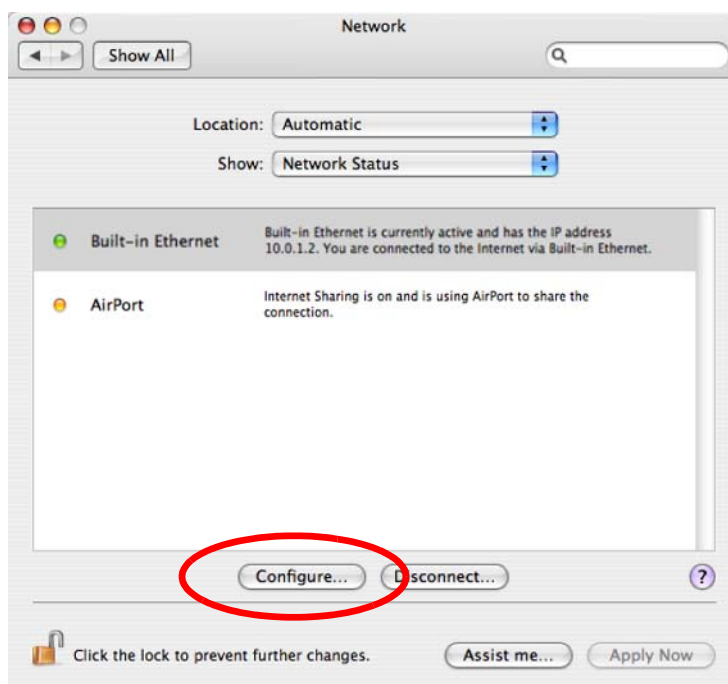 Network
Show All
Location: Automatic
Show: Network Status
Built-in Ethernet
Built-in Ethernet is currently active and has the IP address
10.0.1.2. You are connected to the Internet via Built-in Ethernet.
AirPort
Internet Sharing is on and is using AirPort to share the
connection.
Configure... Disconnect... ?
Click the lock to prevent further changes. Assist me... Apply Now